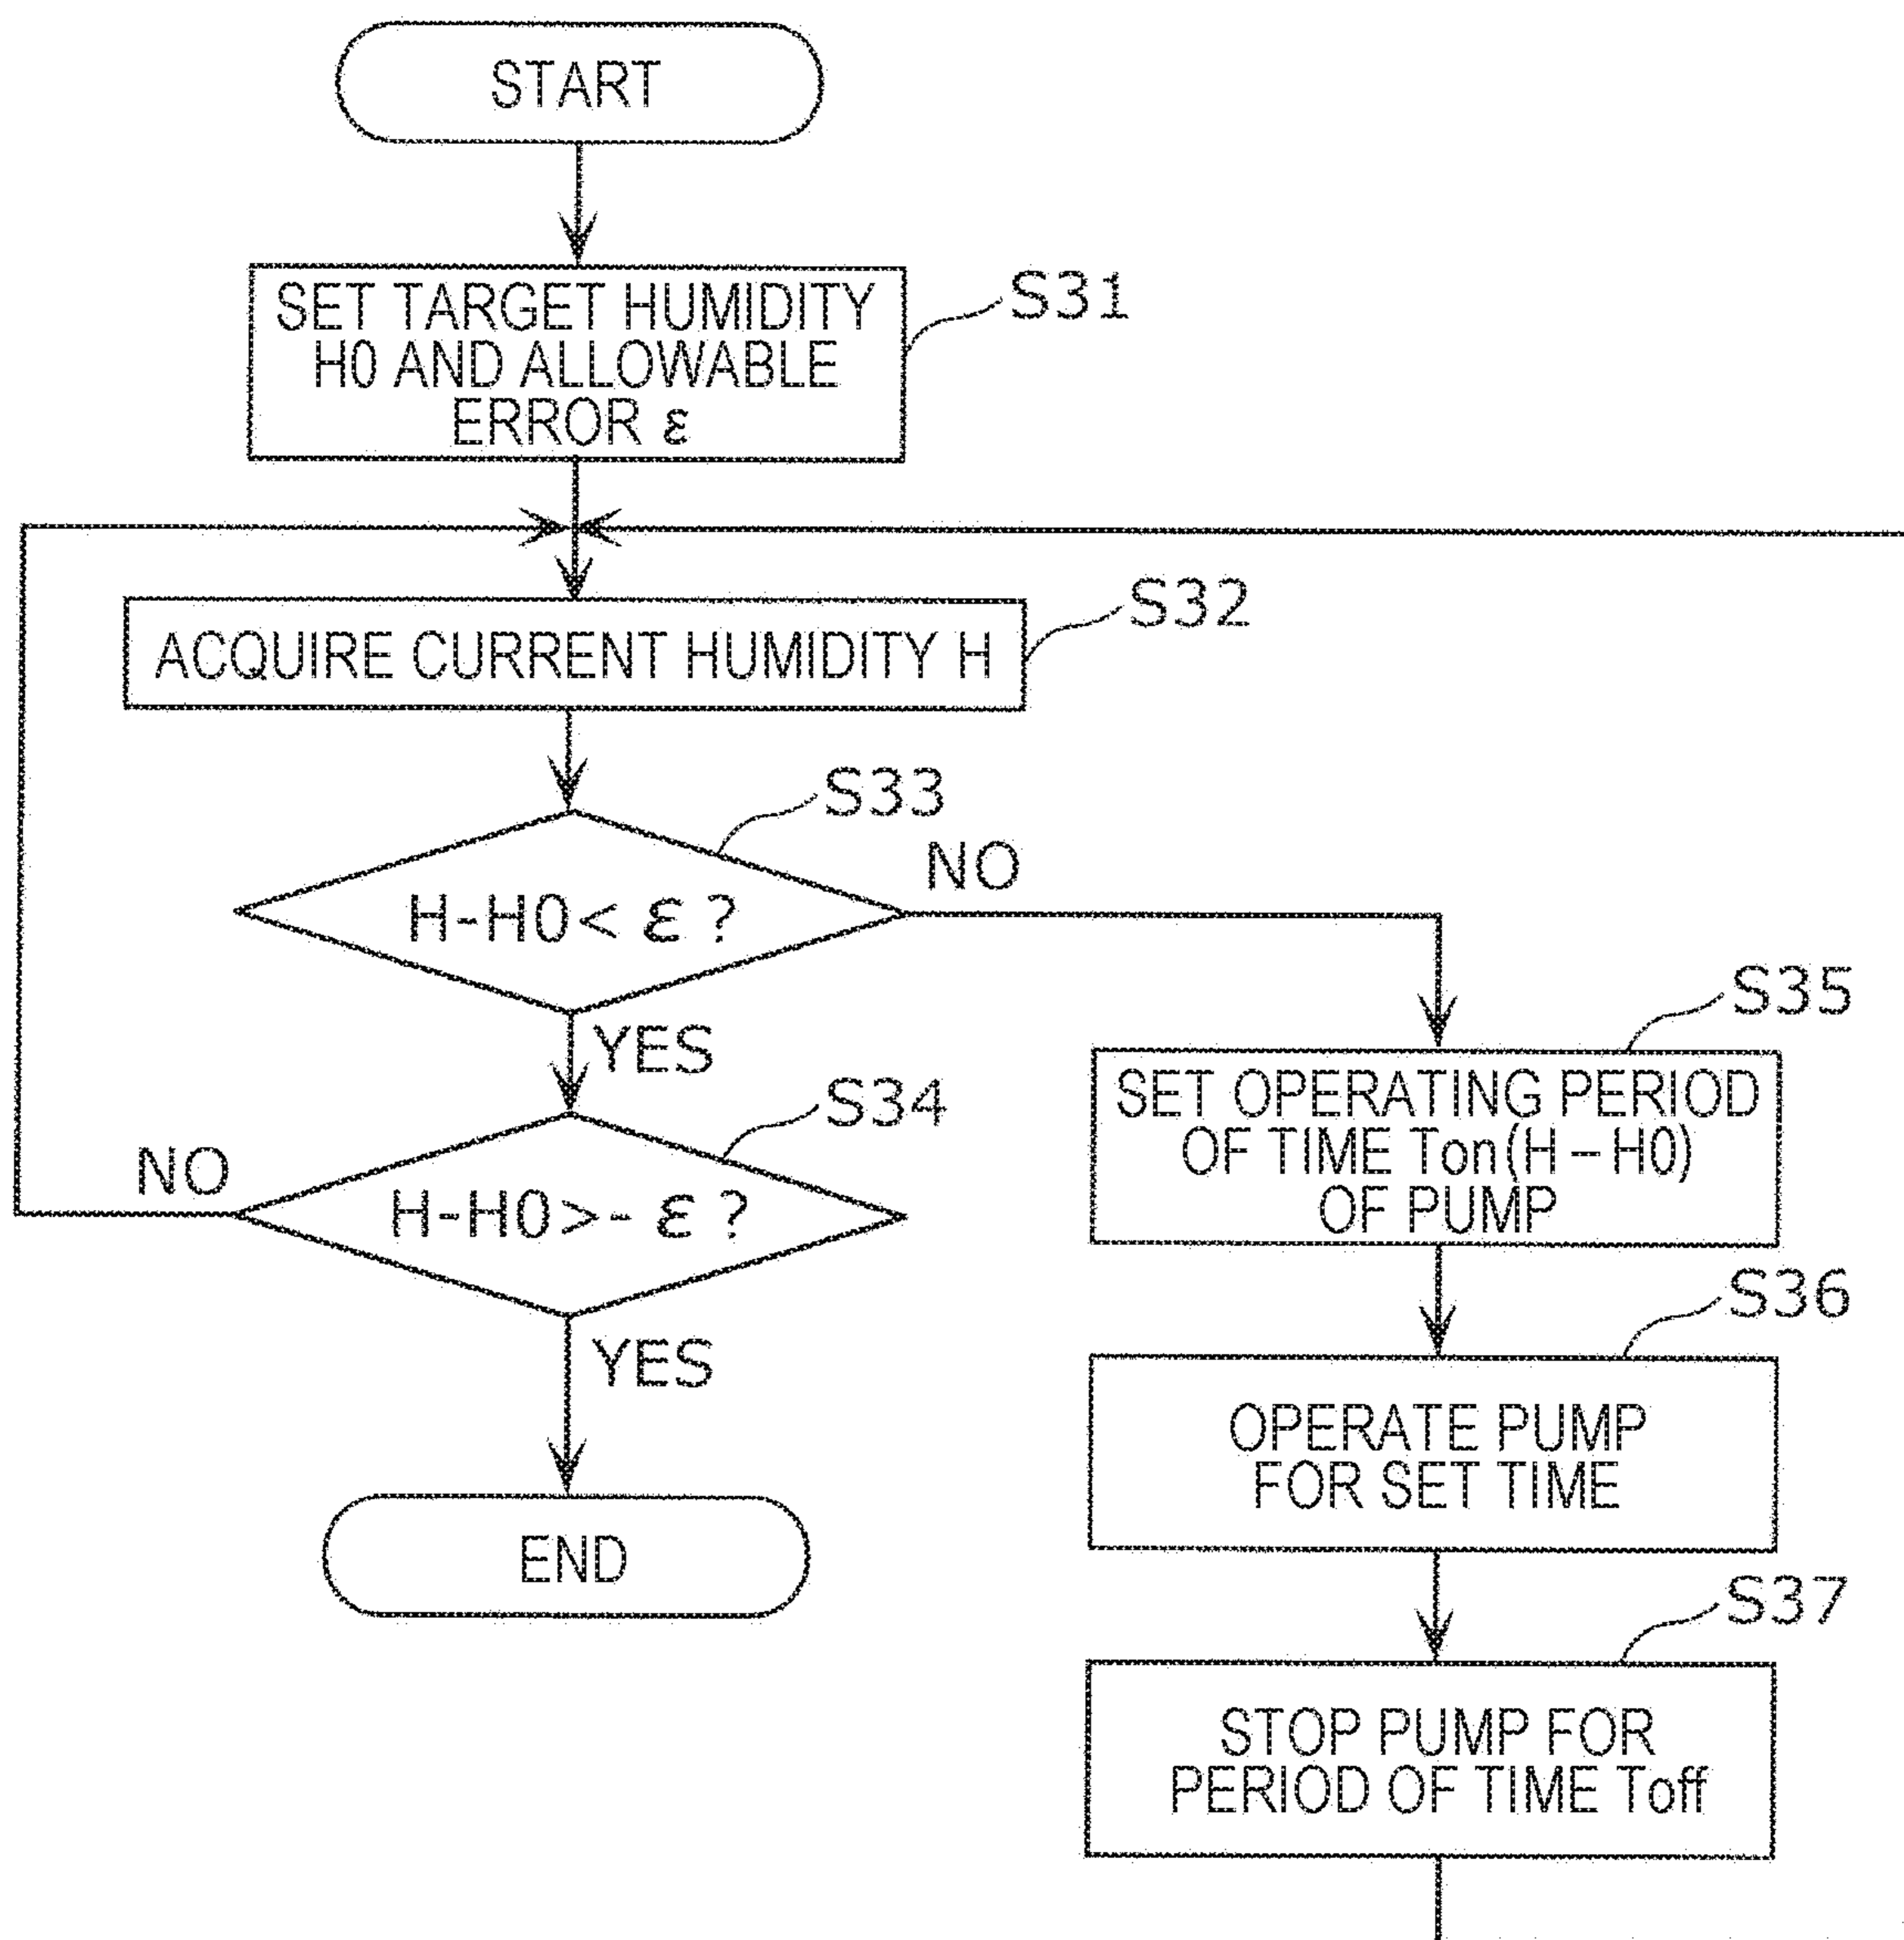 START
SET TARGET HUMIDITY
H0 AND ALLOWABLE
ERROR ε
S31
ACQUIRE CURRENT HUMIDITY H
S32
S33
H-H0< ε ?
NO
YES
S34
H-H0>- ε ?
NO
YES
END
S35
SET OPERATING PERIOD
OF TIME Ton(H – H0)
OF PUMP
S36
OPERATE PUMP
FOR SET TIME
S37
STOP PUMP FOR
PERIOD OF TIME Toff